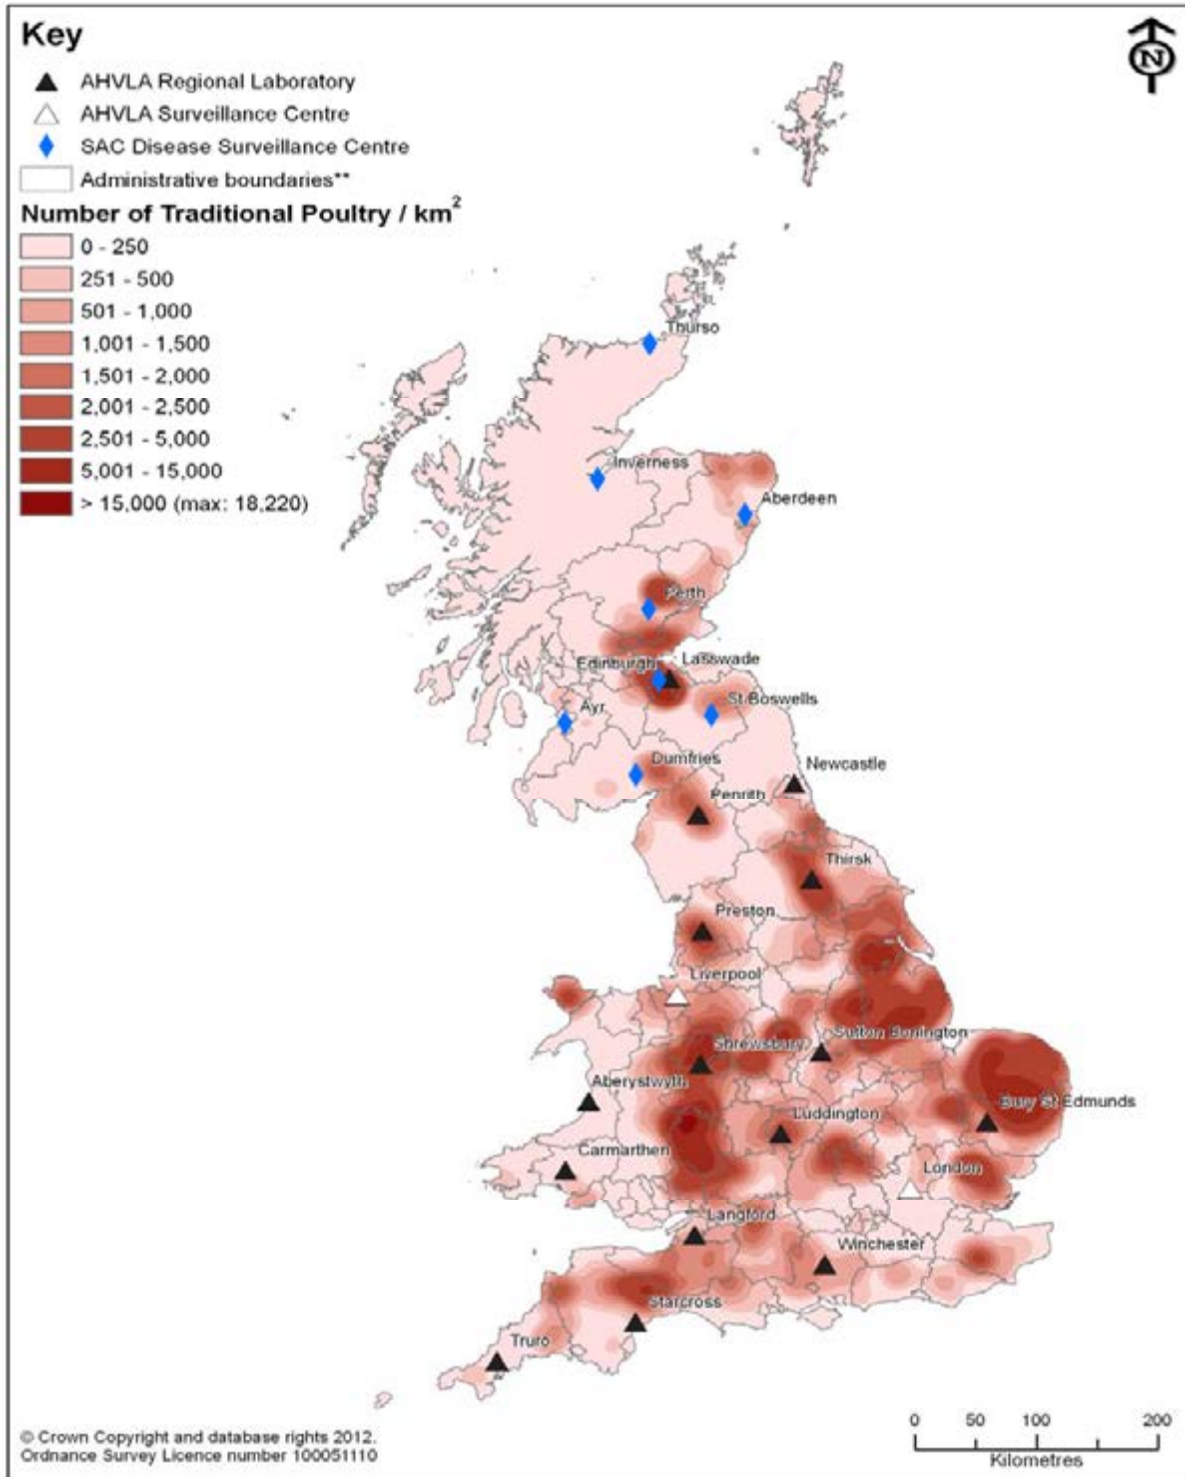 Key
N
AHVLA Regional Laboratory
AHVLA Surveillance Centre
SAC Disease Surveillance Centre
Administrative boundaries**
Number of Traditional Poultry / km²
0 - 250
251 - 500
501 - 1,000
1,001 - 1,500
1,501 - 2,000
2,001 - 2,500
2,501 - 5,000
5,001 - 15,000
> 15,000 (max: 18,220)
Thurso
Inverness
Aberdeen
Perth
Edinburgh
Lasswade
St Boswells
Ayr
Dumfries
Newcastle
Penrith
Thirsk
Preston
Liverpool
Sutton Bonington
Shrewsbury
Aberystwyth
Bury St Edmunds
Luddington
Carmarthen
London
Langford
Winchester
Starcross
Truro
0 50 100 200
Kilometres
© Crown Copyright and database rights 2012.
Ordnance Survey Licence number 100051110